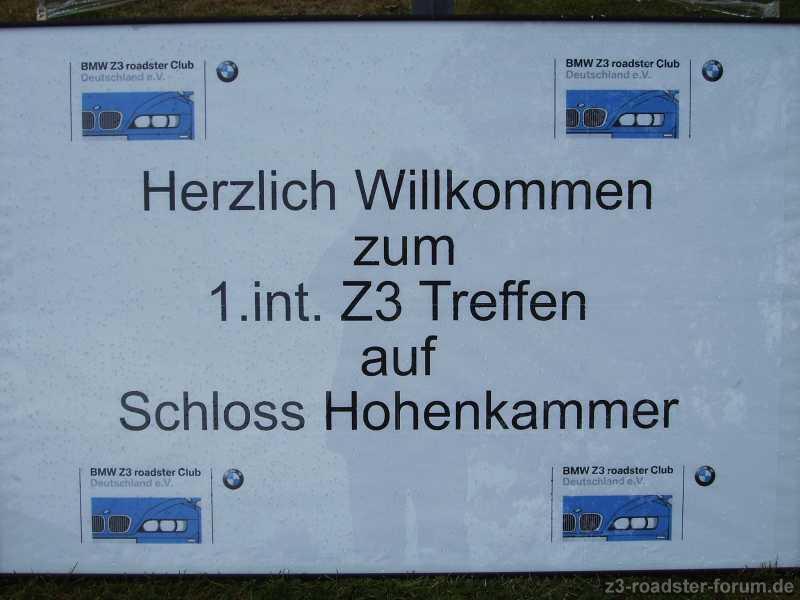 BMW Z3 roadster Club
Deutschland e.V.
BMW Z3 roadster Club
Deutschland e.V.
Herzlich Willkommen
zum
1.int. Z3 Treffen
auf
Schloss Hohenkammer
BMW Z3 roadster Club
Deutschland e.V.
BMW Z3 roadster Club
Deutschland e.V.
z3-roadster-forum.de